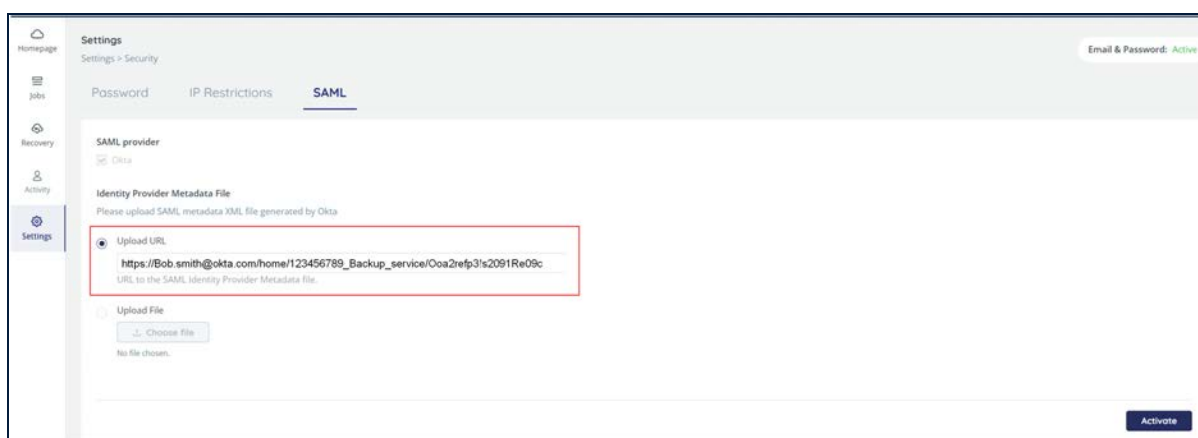 Homepage
Jobs
Recovery
Activity
Settings
Settings
Settings > Security
Email & Password: Active
Password IP Restrictions SAML
SAML provider
Okta
Identity Provider Metadata File
Please upload SAML metadata XML file generated by Okta
Upload URL
https://Bob.smith@okta.com/home/123456789_Backup_service/Ooa2refp3!s2091Re09c
URL to the SAML Identity Provider Metadata file.
Upload File
Choose file
No file chosen.
Activate